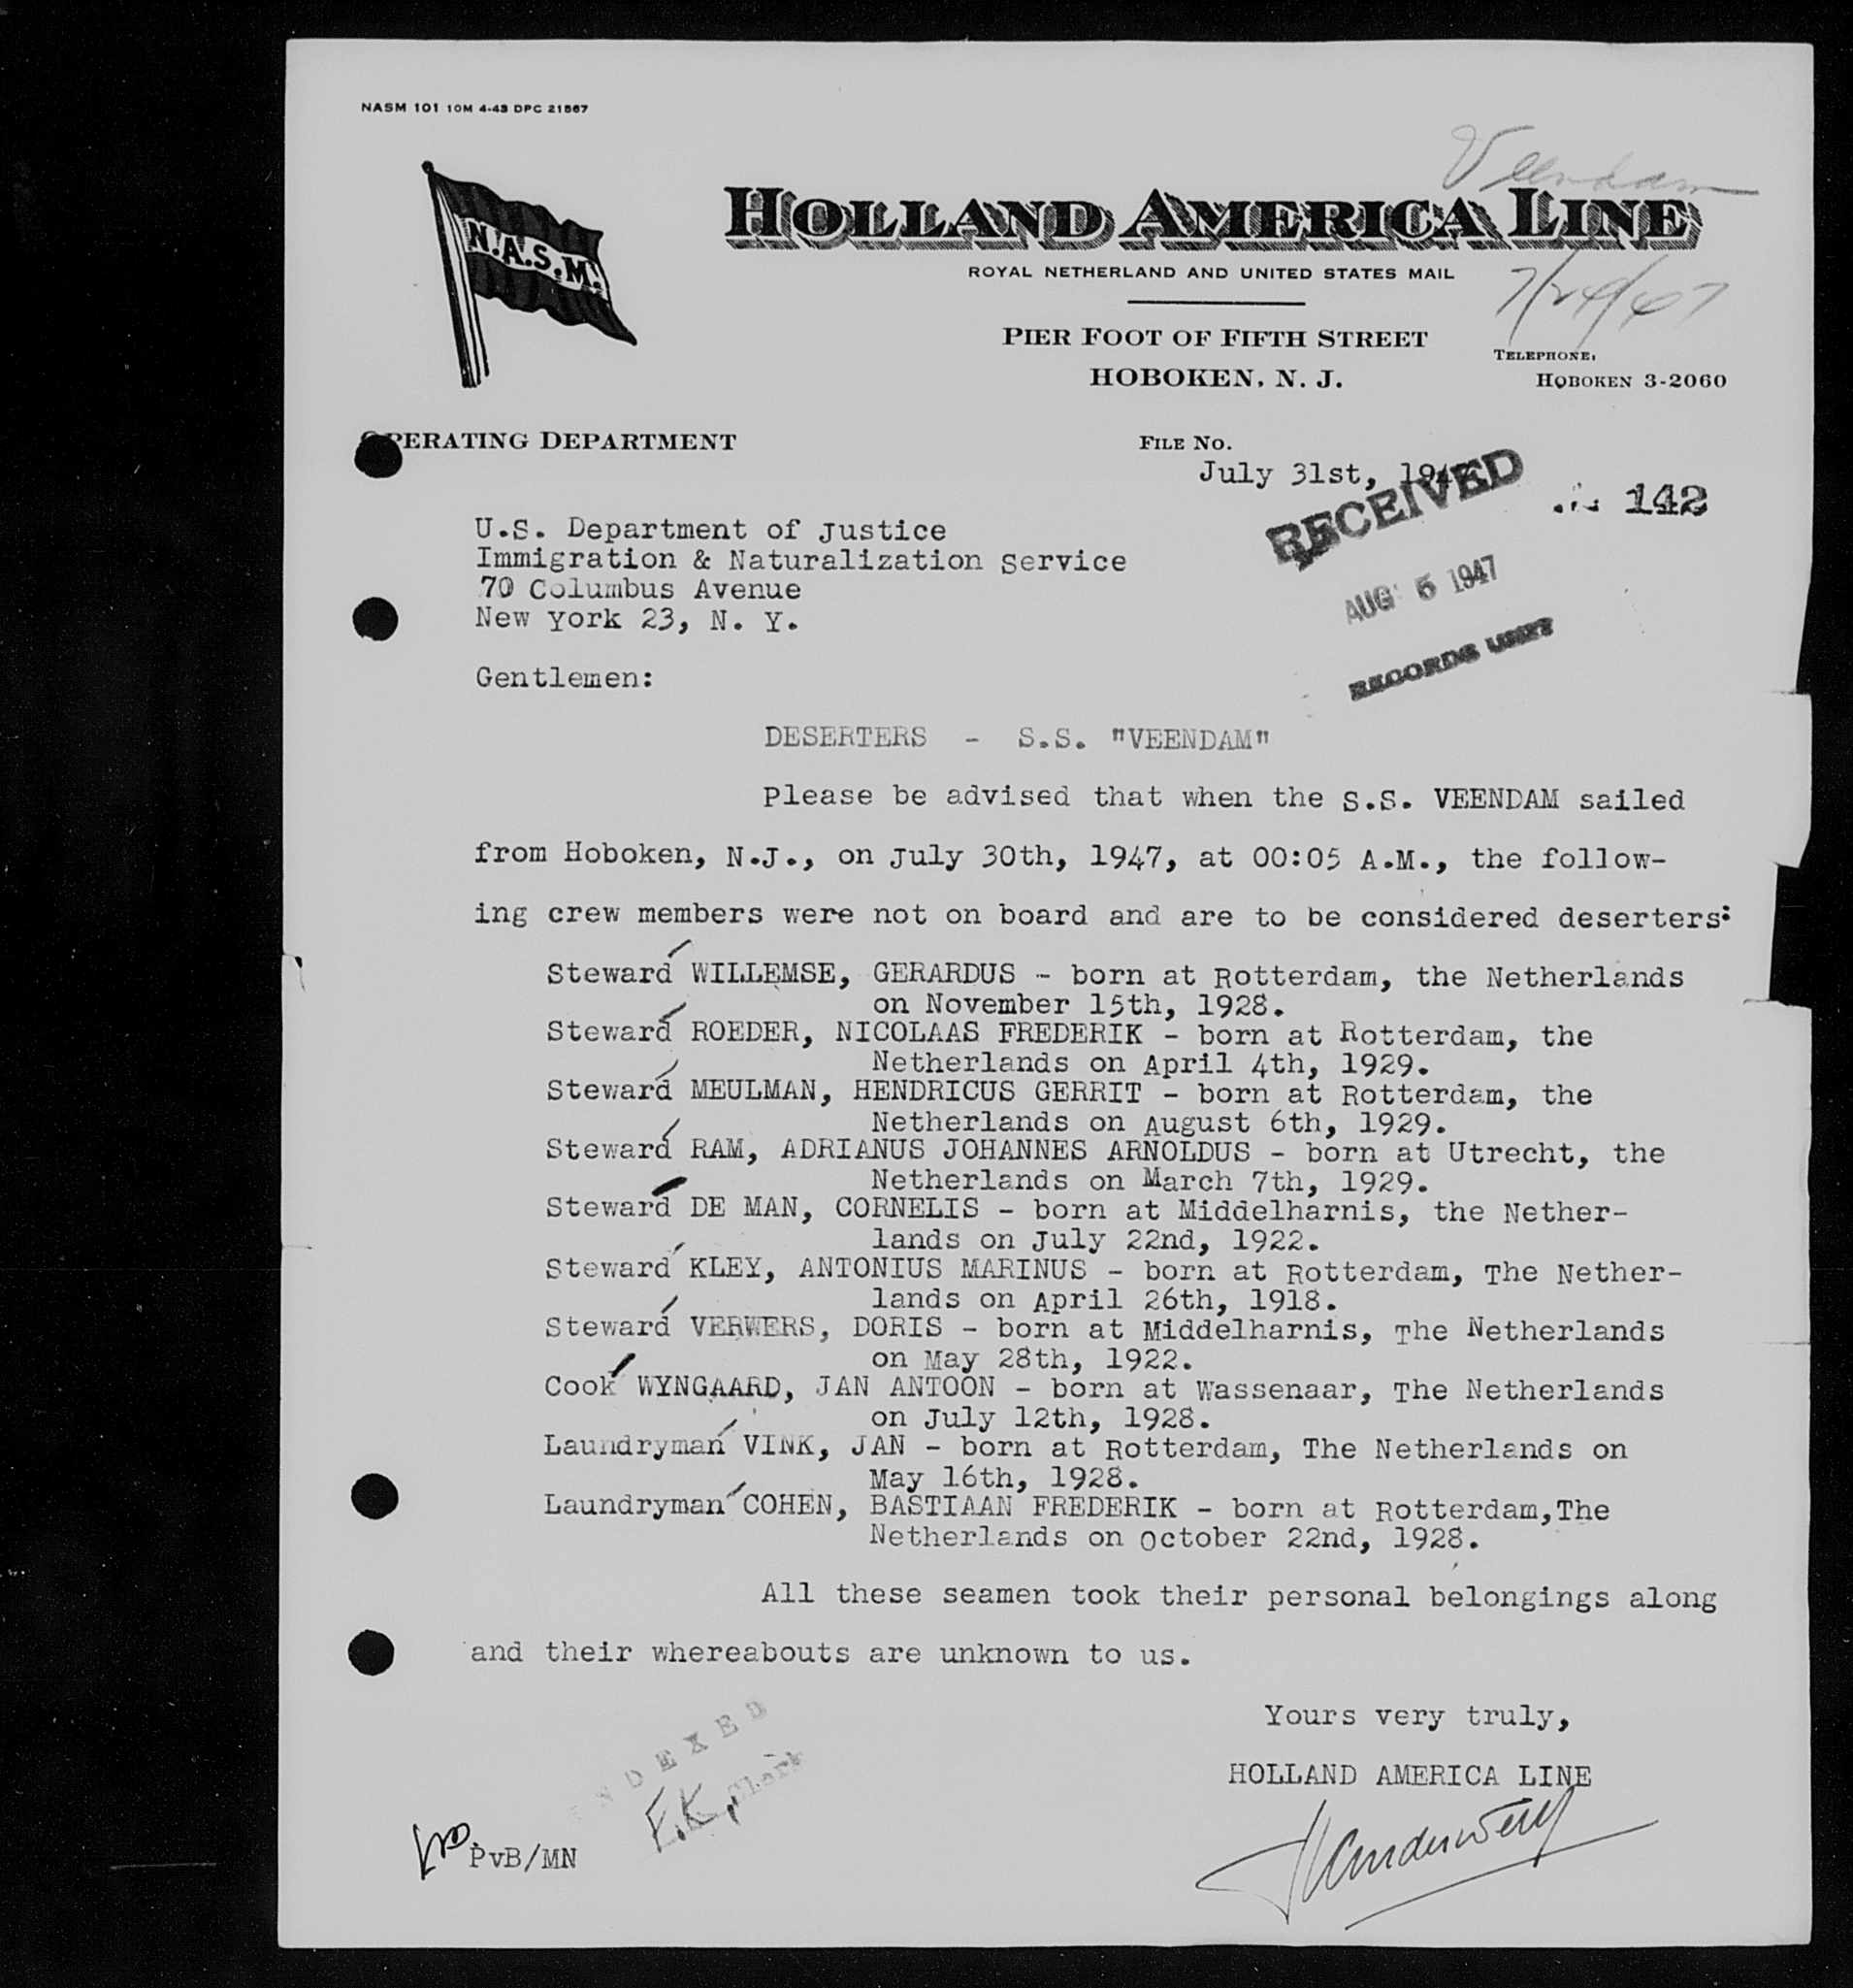 NASM 101 10M 4-43 DPC 21567
Veendam
N.A.S.M.
HOLLAND AMERICA LINE
ROYAL NETHERLAND AND UNITED STATES MAIL
7/24/47
PIER FOOT OF FIFTH STREET
HOBOKEN, N. J.
TELEPHONE,
HOBOKEN 3-2060
OPERATING DEPARTMENT
FILE NO.
July 31st, 1947
RECEIVED
142
AUG 5 1947
RECORDS UNIT
U.S. Department of Justice
Immigration & Naturalization Service
70 Columbus Avenue
New York 23, N. Y.
Gentlemen:
DESERTERS - S.S. "VEENDAM"
Please be advised that when the S.S. VEENDAM sailed
from Hoboken, N.J., on July 30th, 1947, at 00:05 A.M., the follow-
ing crew members were not on board and are to be considered deserters:
Steward WILLEMSE, GERARDUS - born at Rotterdam, the Netherlands
on November 15th, 1928.
Steward ROEDER, NICOLAAS FREDERIK - born at Rotterdam, the
Netherlands on April 4th, 1929.
Steward MEULMAN, HENDRICUS GERRIT - born at Rotterdam, the
Netherlands on August 6th, 1929.
Steward RAM, ADRIANUS JOHANNES ARNOLDUS - born at Utrecht, the
Netherlands on March 7th, 1929.
Steward DE MAN, CORNELIS - born at Middelharnis, the Nether-
lands on July 22nd, 1922.
Steward KLEY, ANTONIUS MARINUS - born at Rotterdam, The Nether-
lands on April 26th, 1918.
Steward VERWERS, DORIS - born at Middelharnis, The Netherlands
on May 28th, 1922.
Cook WYNGAARD, JAN ANTOON - born at Wassenaar, The Netherlands
on July 12th, 1928.
Laundryman VINK, JAN - born at Rotterdam, The Netherlands on
May 16th, 1928.
Laundryman COHEN, BASTIAAN FREDERIK - born at Rotterdam,The
Netherlands on October 22nd, 1928.
All these seamen took their personal belongings along
and their whereabouts are unknown to us.
Yours very truly,
HOLLAND AMERICA LINE
INDEXED
F.K. Clerk
PvB/MN